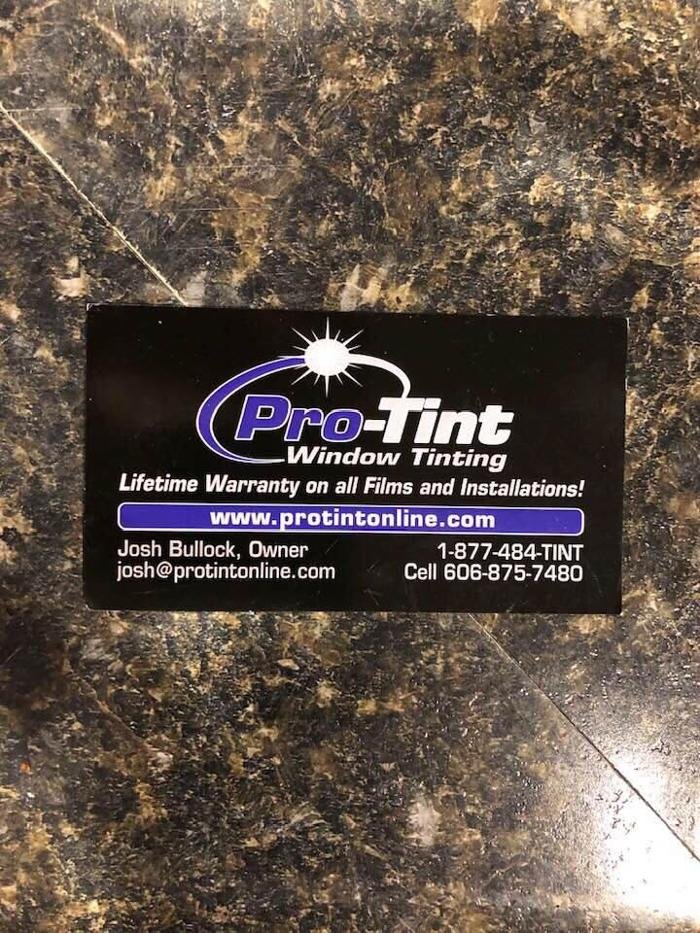 Pro-Tint
Window Tinting
Lifetime Warranty on all Films and Installations!
www.protintonline.com
Josh Bullock, Owner
1-877-484-TINT
josh@protintonline.com
Cell 606-875-7480